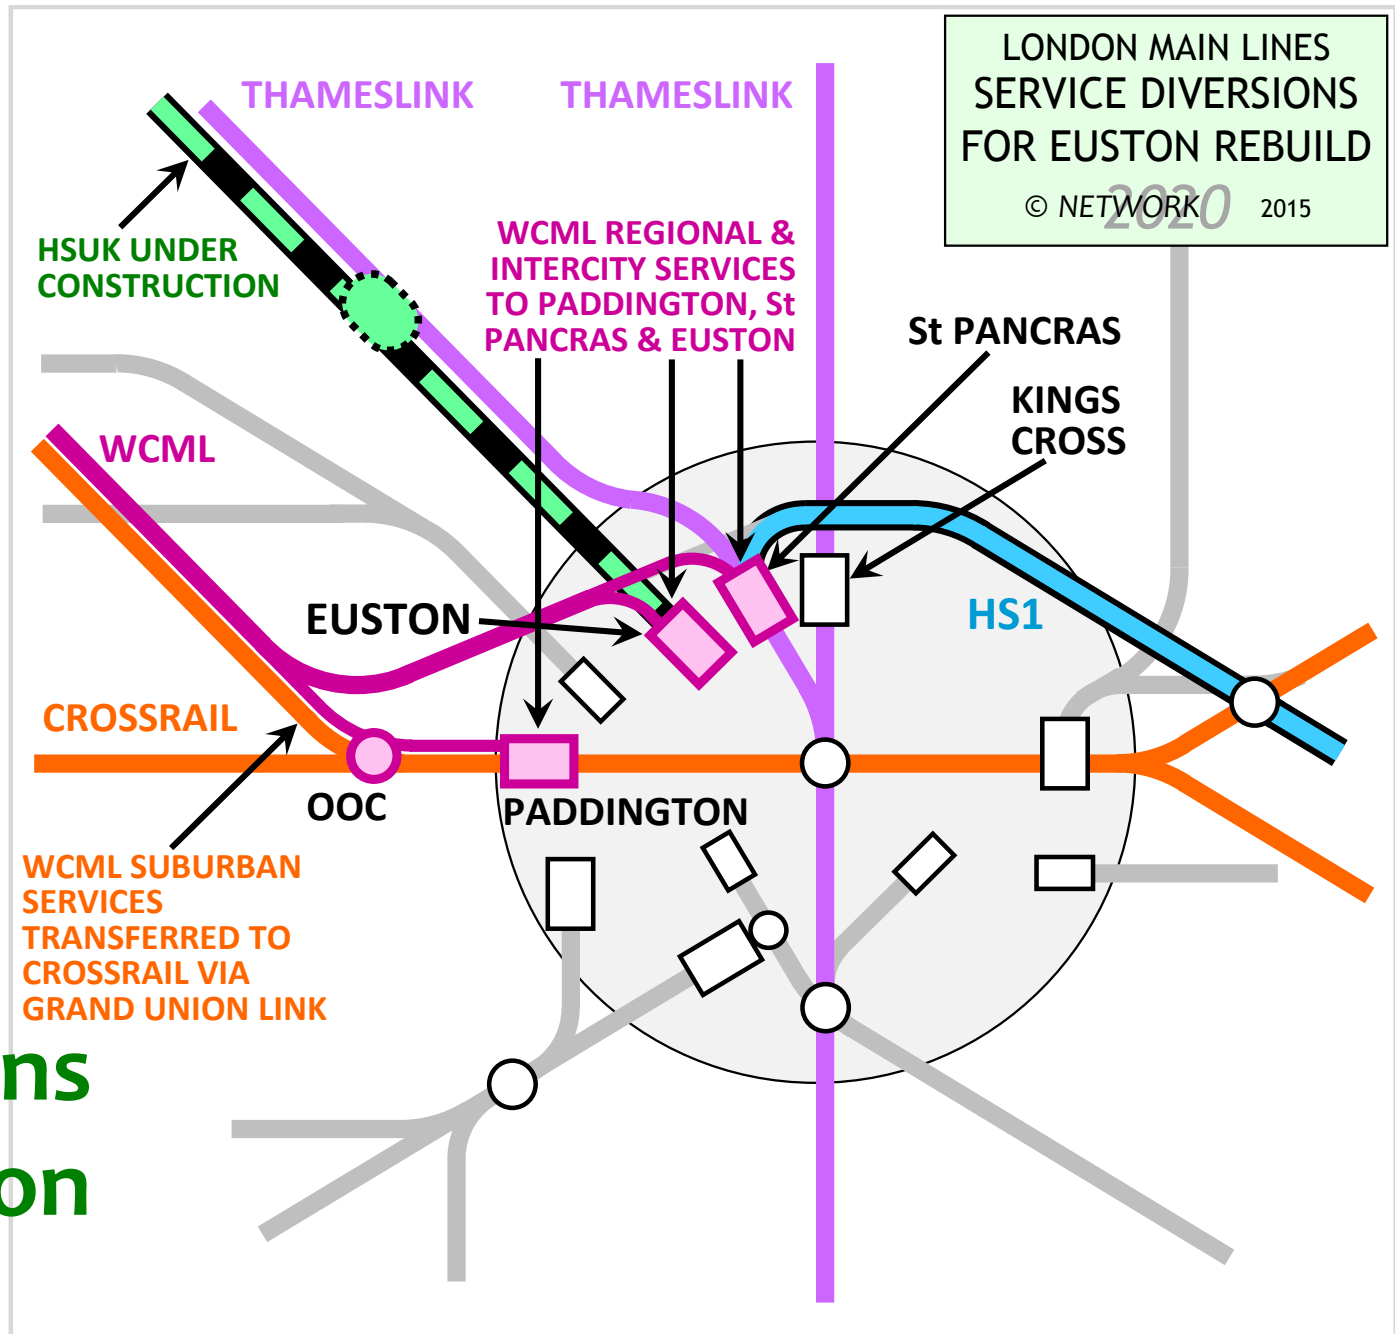 LONDON MAIN LINES
SERVICE DIVERSIONS
FOR EUSTON REBUILD
© NETWORK 2020 2015
THAMESLINK
THAMESLINK
HSUK UNDER
CONSTRUCTION
WCML REGIONAL &
INTERCITY SERVICES
TO PADDINGTON, St
PANCRAS & EUSTON
St PANCRAS
KINGS
CROSS
WCML
EUSTON
HS1
CROSSRAIL
OOC
PADDINGTON
WCML SUBURBAN
SERVICES
TRANSFERRED TO
CROSSRAIL VIA
GRAND UNION LINK
ns
on